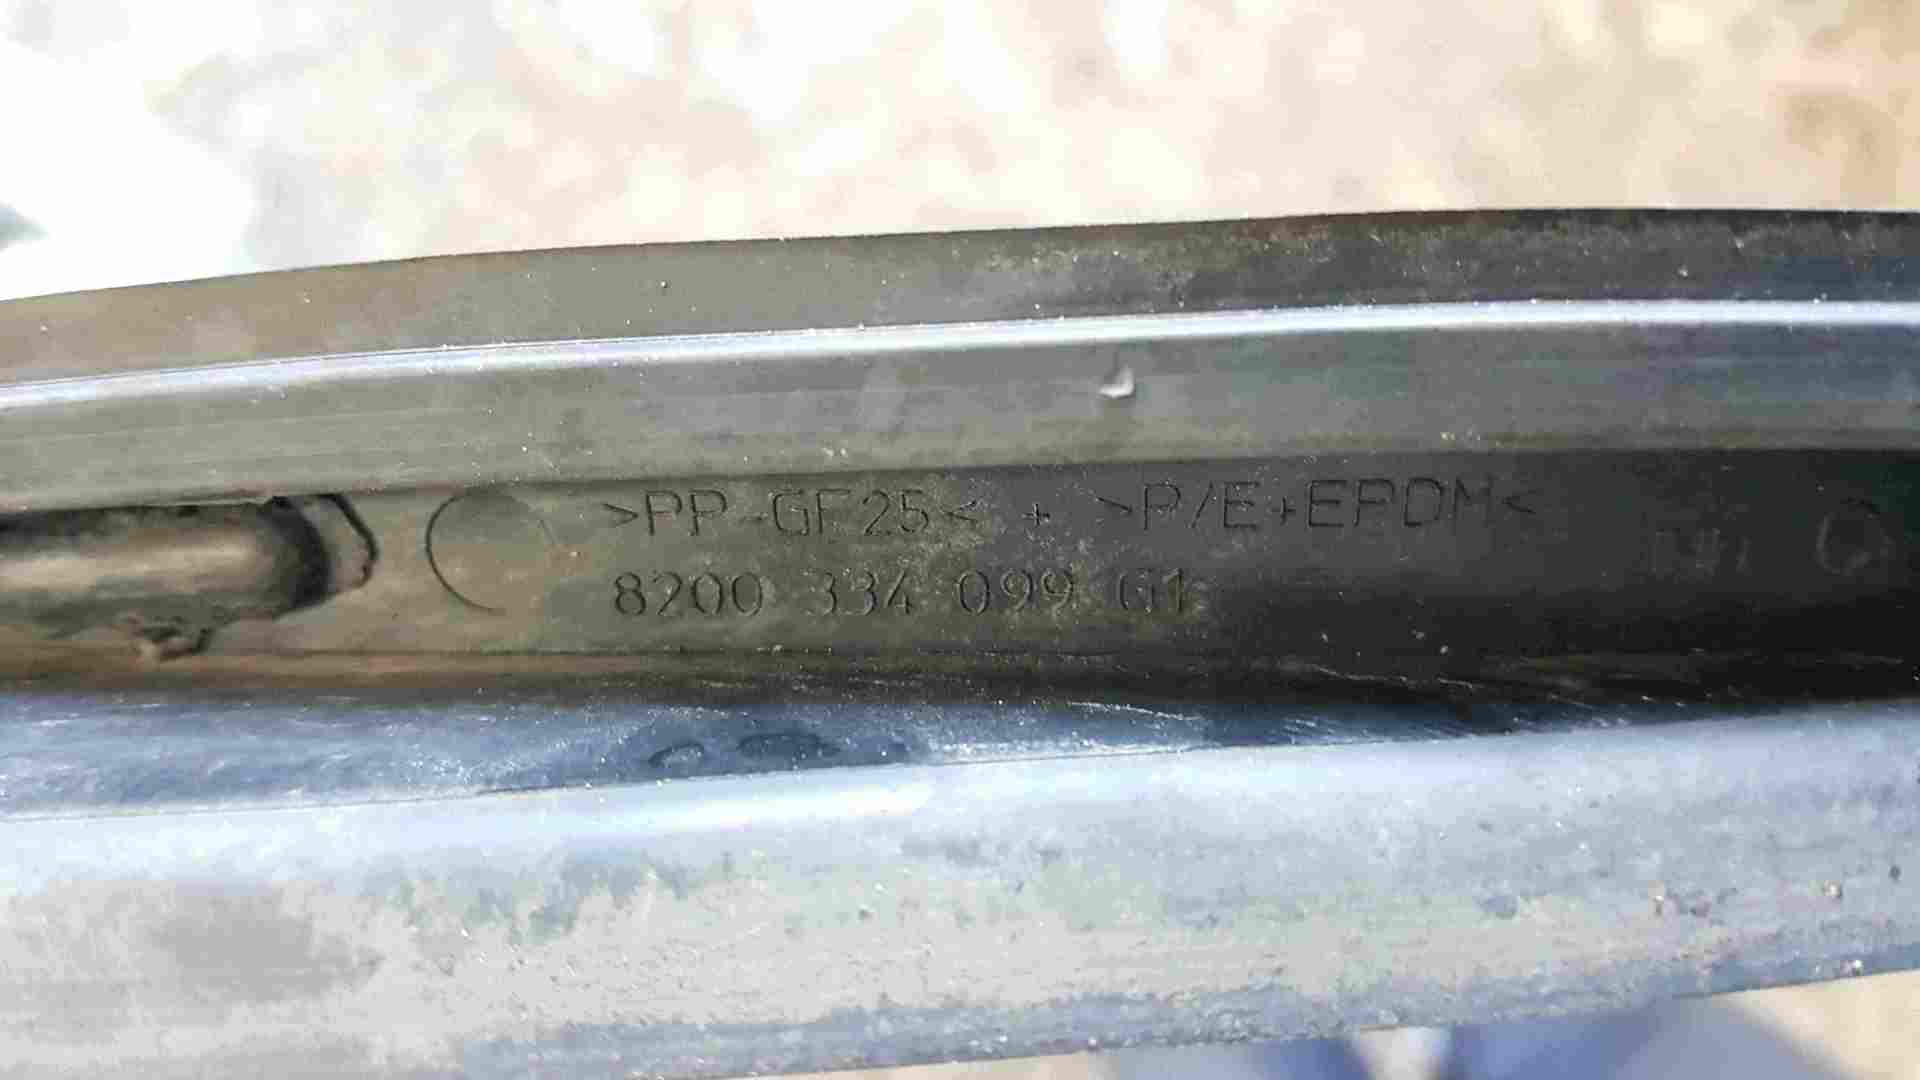 >PP-GF25< + >P/E+EPDM<
8200 334 099 G1